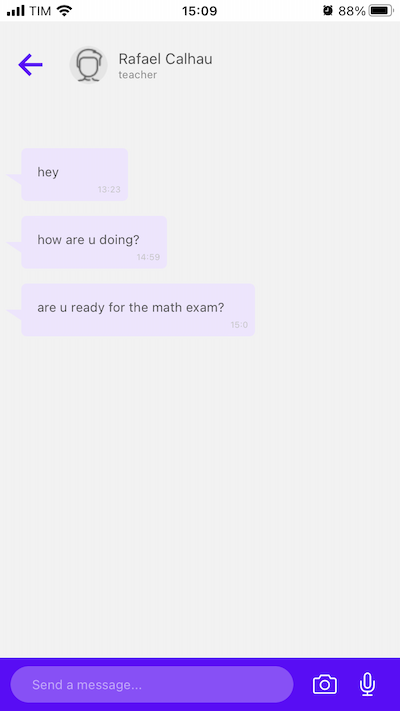 TIM 15:09 88%
Rafael Calhau
teacher
hey
13:23
how are u doing?
14:59
are u ready for the math exam?
15:0
Send a message...